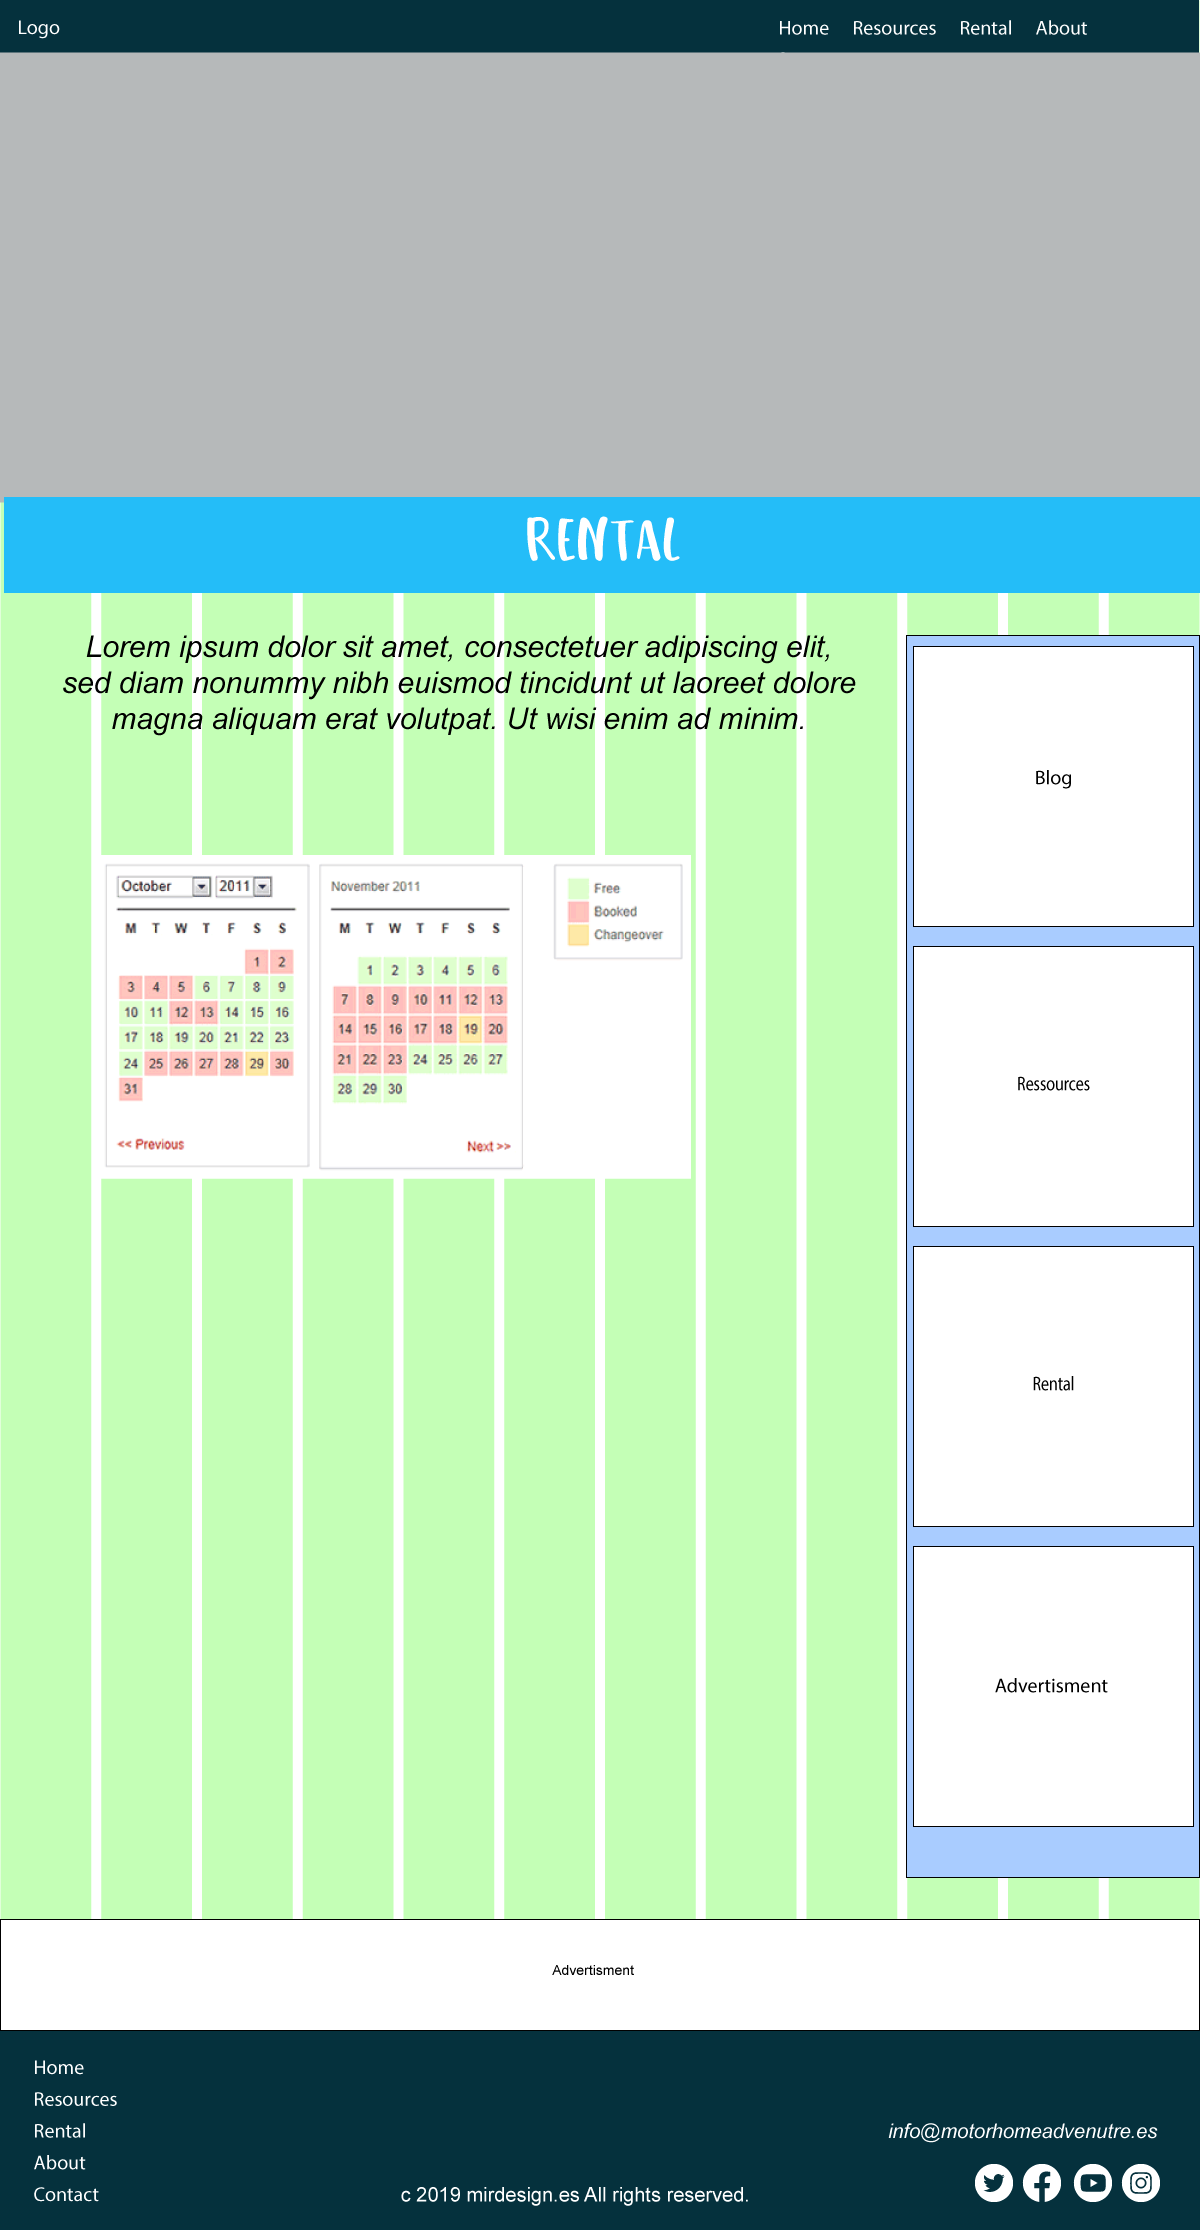 Logo
Home Resources Rental About
RENTAL
Lorem ipsum dolor sit amet, consectetuer adipiscing elit,
sed diam nonummy nibh euismod tincidunt ut laoreet dolore
magna aliquam erat volutpat. Ut wisi enim ad minim.
October 2011
M T W T F S S
1 2
3 4 5 6 7 8 9
10 11 12 13 14 15 16
17 18 19 20 21 22 23
24 25 26 27 28 29 30
31
<< Previous
November 2011
M T W T F S S
1 2 3 4 5 6
7 8 9 10 11 12 13
14 15 16 17 18 19 20
21 22 23 24 25 26 27
28 29 30
Next >>
Free
Booked
Changeover
Blog
Ressources
Rental
Advertisment
Advertisment
Home
Resources
Rental
About
Contact
c 2019 mirdesign.es All rights reserved.
info@motorhomeadvenutre.es